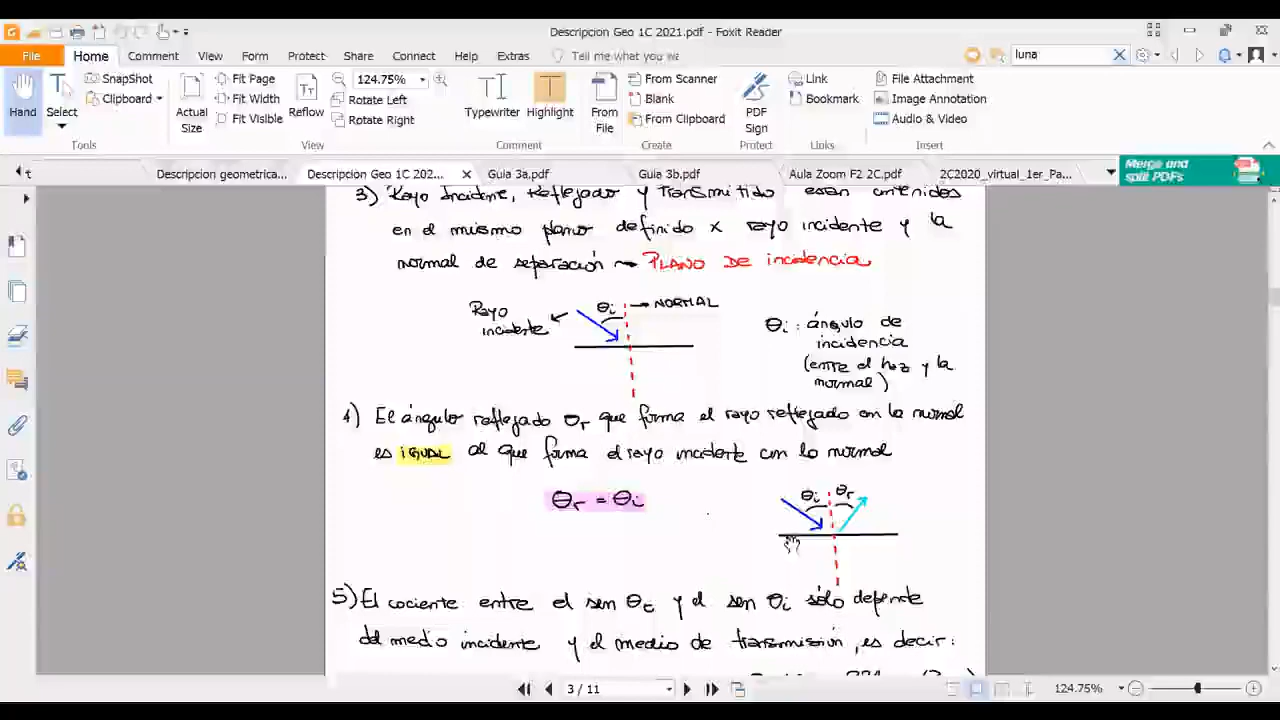 Descripcion Geo 1C 2021.pdf - Foxit Reader
File Home Comment View Form Protect Share Connect Help Extras Tell me what you wa luna
Hand
Select
SnapShot
Clipboard
Actual Size
Fit Page
Fit Width
Fit Visible
Reflow
124.75%
Rotate Left
Rotate Right
Typewriter
Highlight
From File
From Scanner
Blank
From Clipboard
PDF Sign
Link
Bookmark
File Attachment
Image Annotation
Audio & Video
Tools View Comment Create Protect Links Insert
t Descripcion geometrica... Descripcion Geo 1C 202... Guia 3a.pdf Guia 3b.pdf Aula Zoom F2 2C.pdf 2C2020_virtual_1er_Pa...
Merge and
split PDFs
3) Rayo Incidente, Reflejado y Transmitido están contenidos
en el mismo plano definido x rayo incidente y la
normal de separación → PLANO DE incidencia
Rayo
incidente
θi
→ NORMAL
θi : ángulo de
incidencia
(entre el haz y la
normal)
4) El ángulo reflejado θr que forma el rayo reflejado con la normal
es IGUAL al que forma el rayo incidente con la normal
θr = θi
θi θr
5) El cociente entre el sen θt y el sen θi sólo depende
del medio incidente y el medio de transmisión, es decir:
3 / 11
124.75%